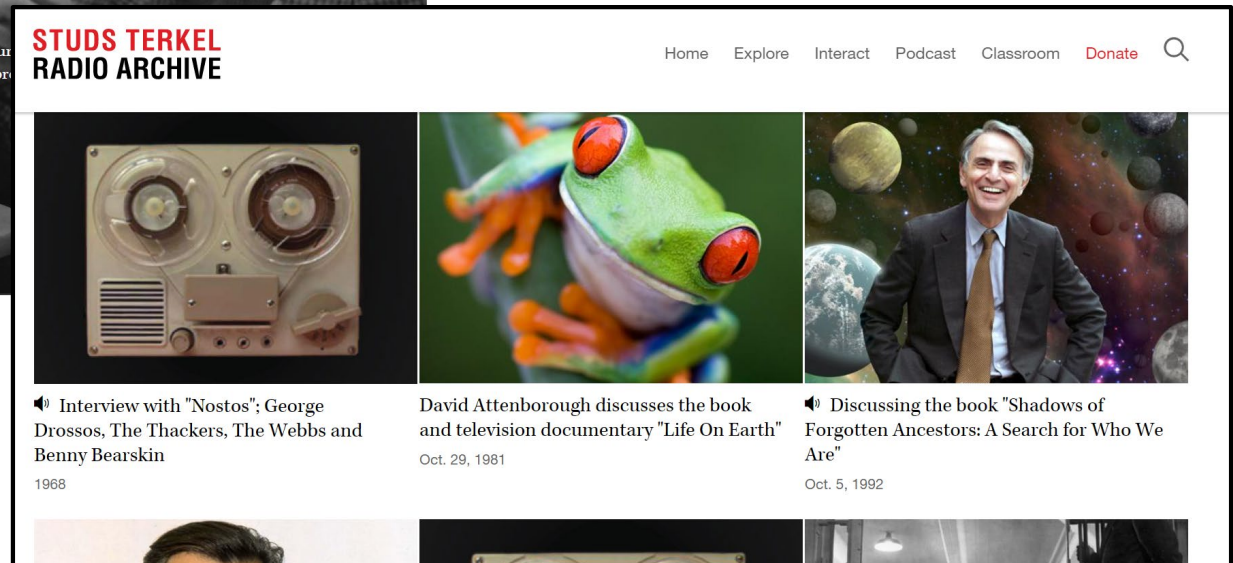 STUDS TERKEL
RADIO ARCHIVE
Home Explore Interact Podcast Classroom Donate
Interview with "Nostos"; George
Drossos, The Thackers, The Webbs and
Benny Bearskin
1968
David Attenborough discusses the book
and television documentary "Life On Earth"
Oct. 29, 1981
Discussing the book "Shadows of
Forgotten Ancestors: A Search for Who We
Are"
Oct. 5, 1992